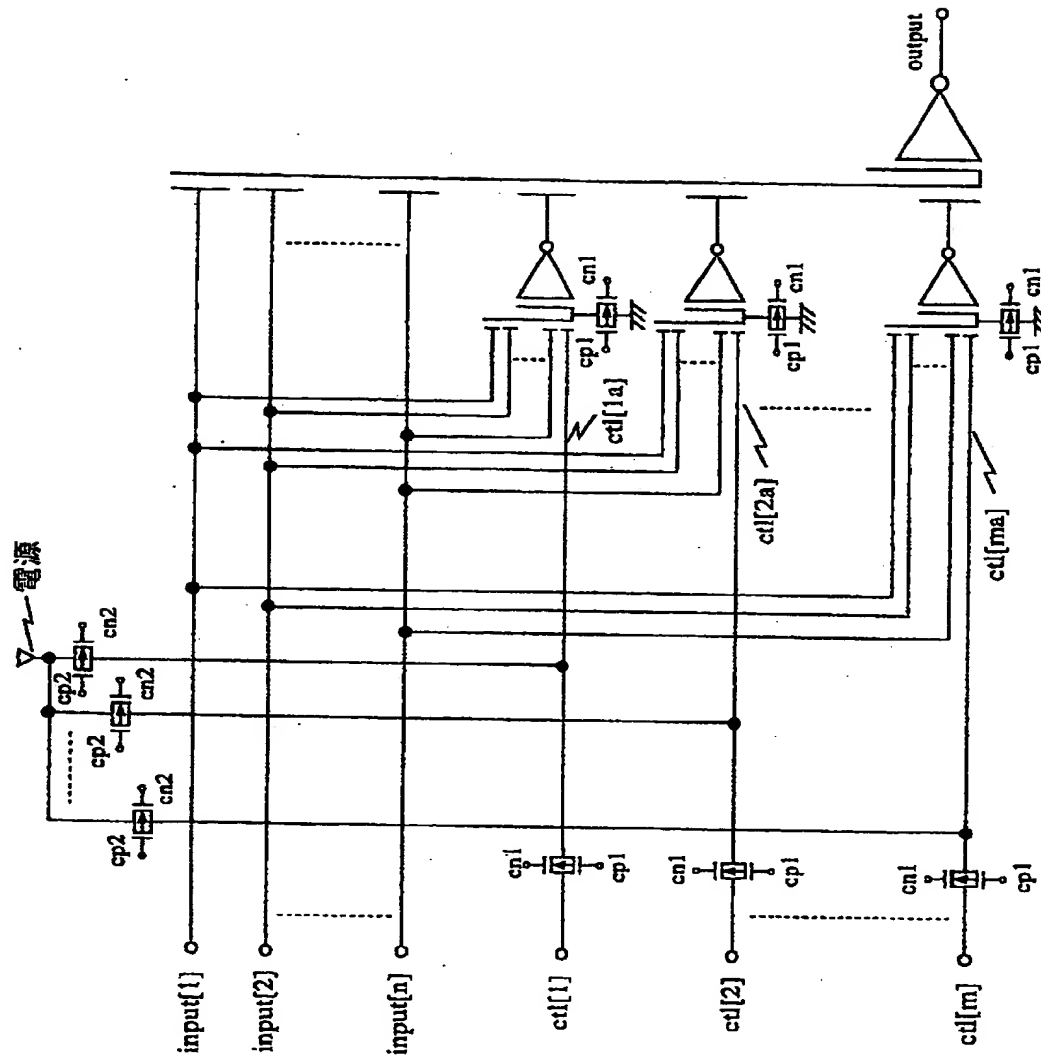 電源
cp2
cn2
cp2
cn2
cp2
cn2
input[1]
input[2]
input[n]
ctl[1]
ctl[2]
ctl[m]
cn1
cp1
cn1
cp1
cn1
cp1
ctl[1a]
ctl[2a]
ctl[ma]
cp1
cn1
cp1
cn1
cp1
cn1
output